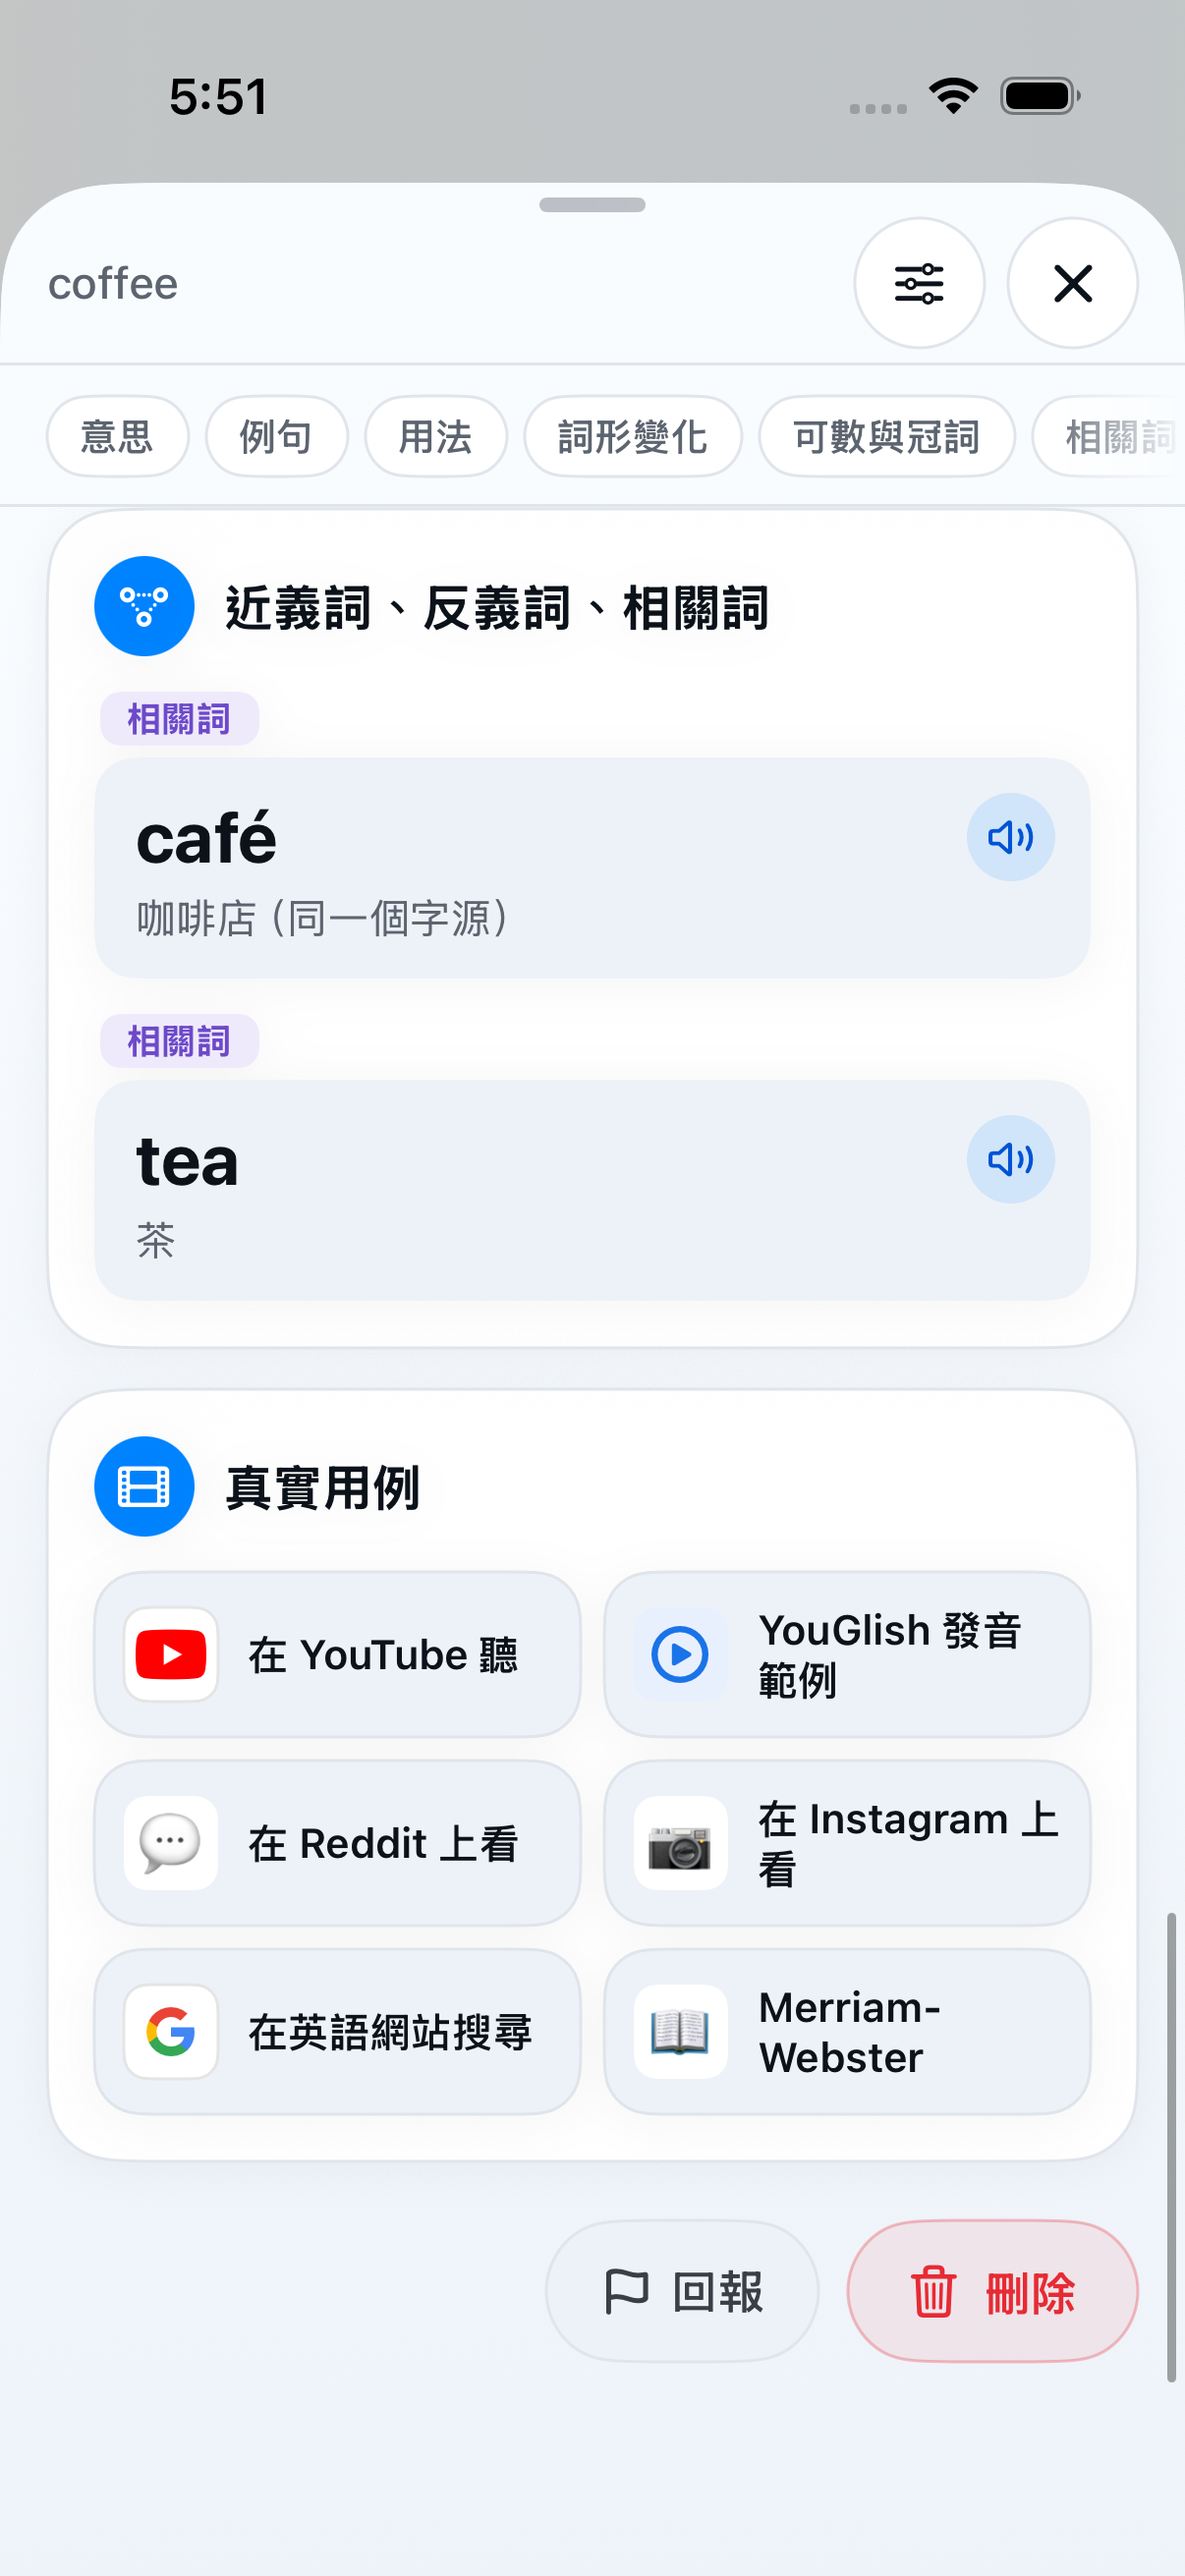 5:51
coffee
意思
例句
用法
詞形變化
可數與冠詞
相關詞
近義詞、反義詞、相關詞
相關詞
café
咖啡店 (同一個字源)
相關詞
tea
茶
真實用例
在 YouTube 聽
YouGlish 發音
範例
在 Reddit 上看
在 Instagram 上
看
在英語網站搜尋
Merriam-
Webster
回報
刪除